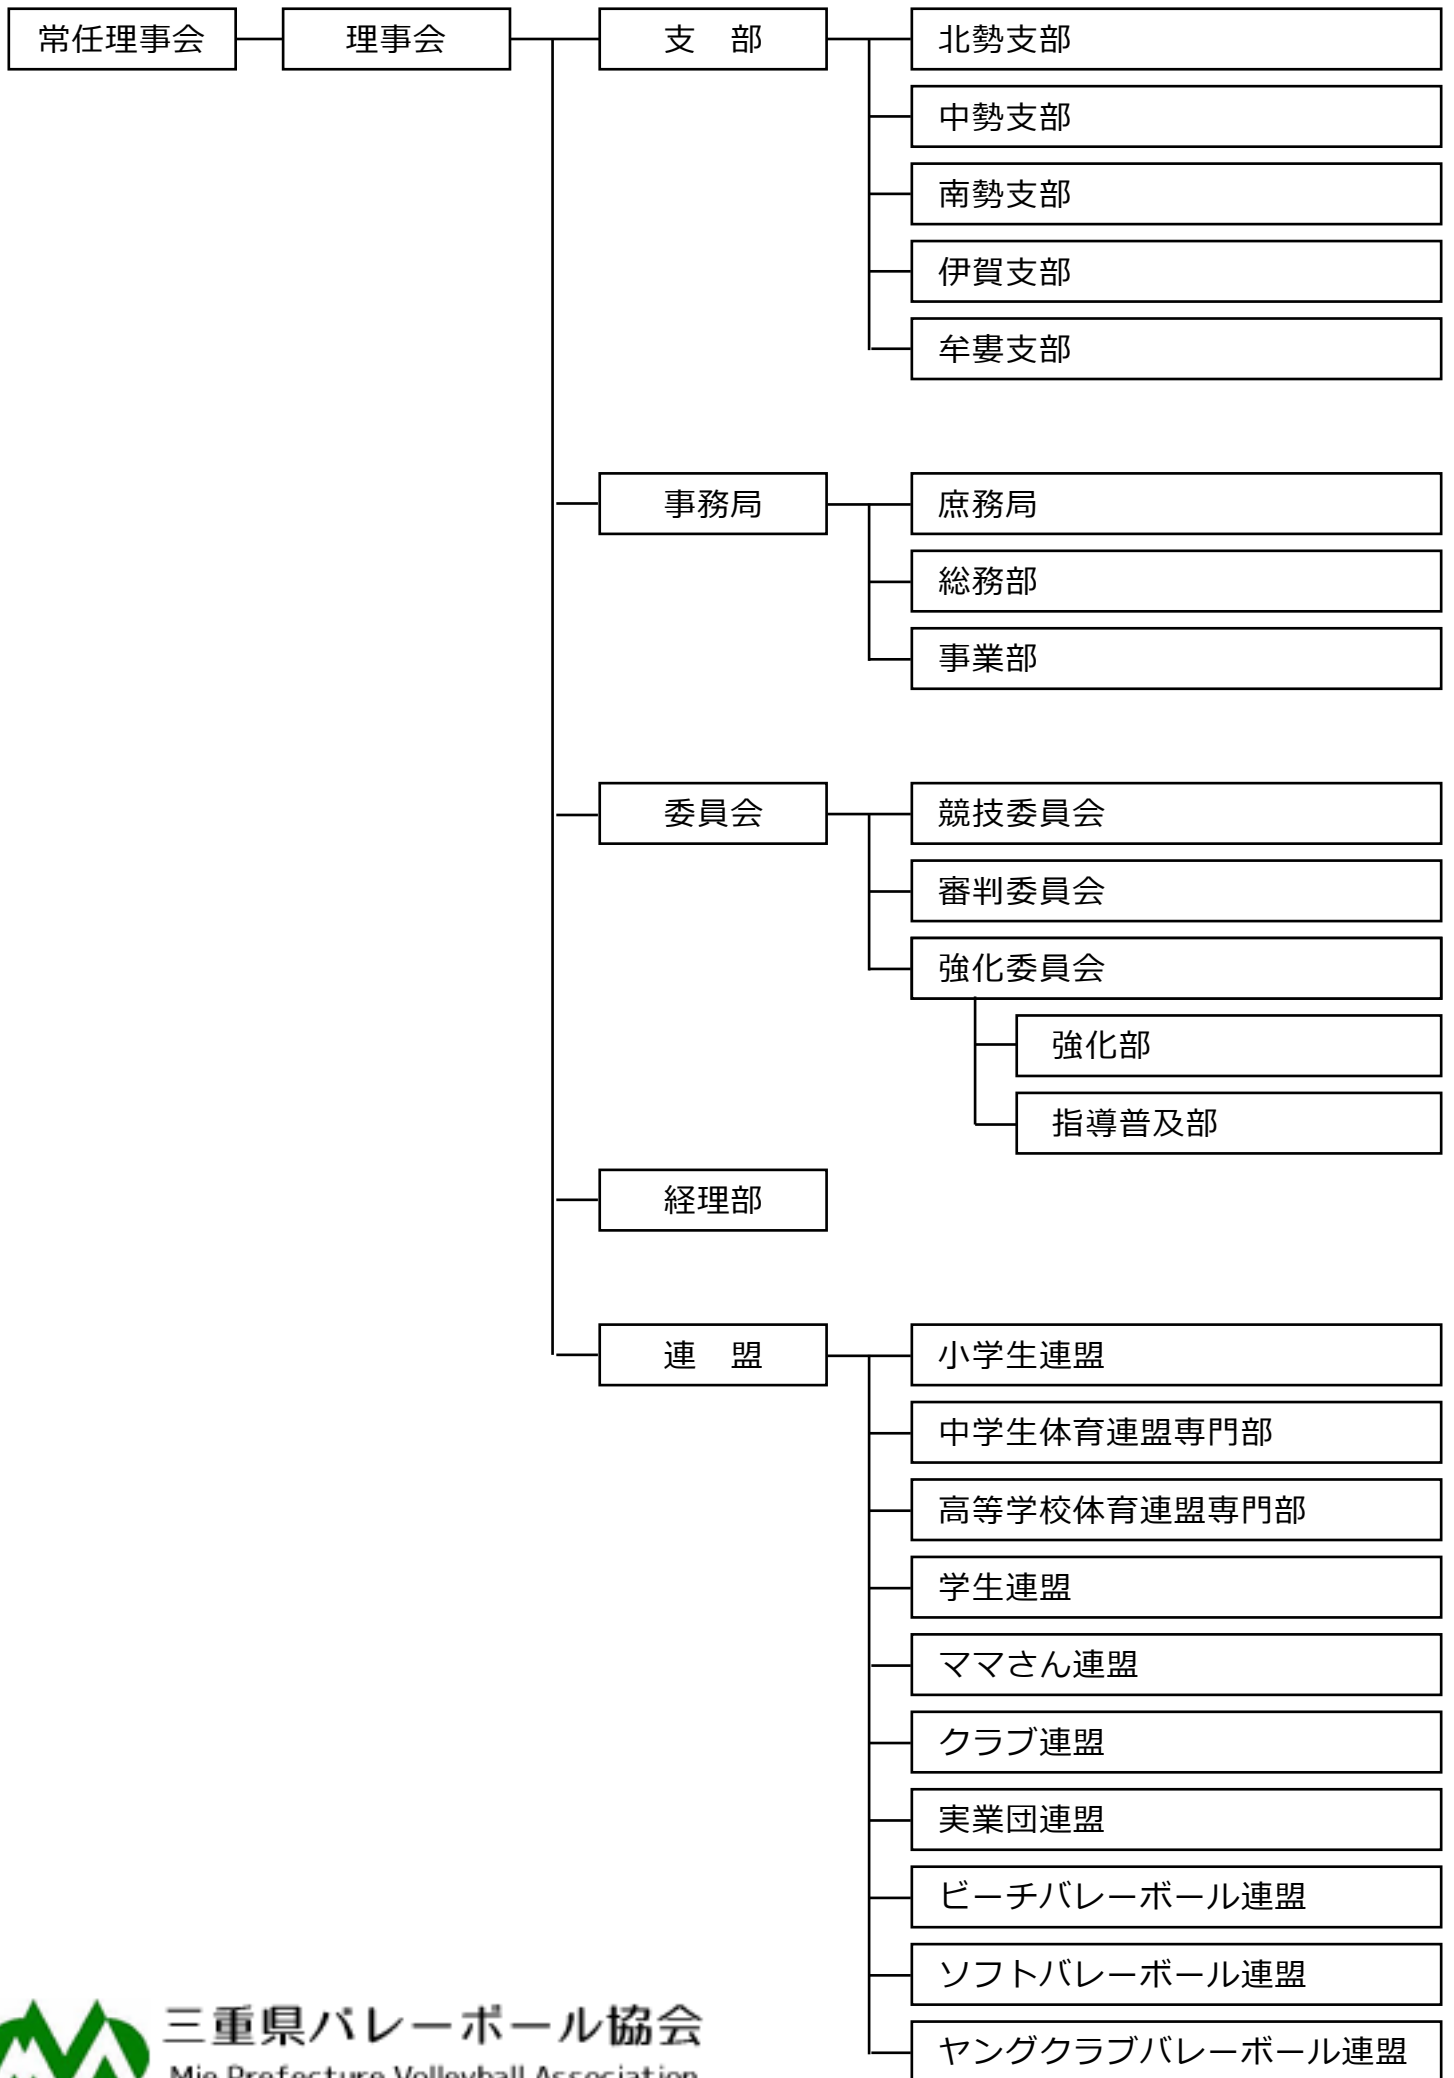 常任理事会
理事会
支　部
北勢支部
中勢支部
南勢支部
伊賀支部
牟婁支部
事務局
庶務局
総務部
事業部
委員会
競技委員会
審判委員会
強化委員会
強化部
指導普及部
経理部
連　盟
小学生連盟
中学生体育連盟専門部
高等学校体育連盟専門部
学生連盟
ママさん連盟
クラブ連盟
実業団連盟
ビーチバレーボール連盟
ソフトバレーボール連盟
ヤングクラブバレーボール連盟
三重県バレーボール協会
Mie Prefecture Volleyball Association